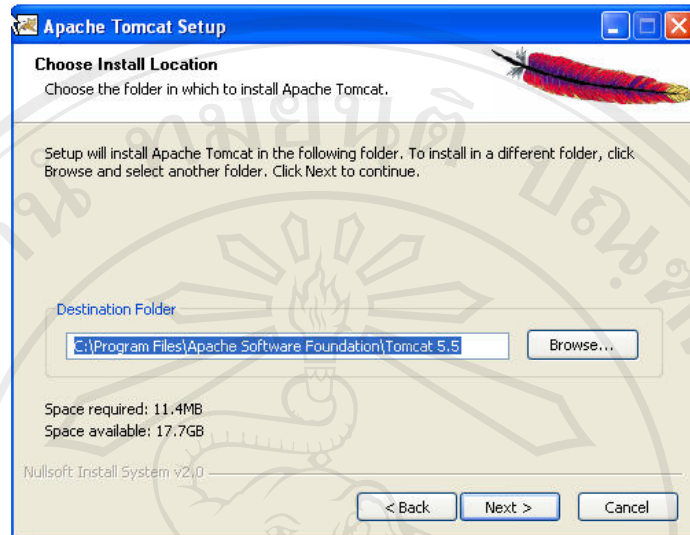 Apache Tomcat Setup
Choose Install Location
Choose the folder in which to install Apache Tomcat.
Setup will install Apache Tomcat in the following folder. To install in a different folder, click
Browse and select another folder. Click Next to continue.
Destination Folder
C:\Program Files\Apache Software Foundation\Tomcat 5.5
Browse...
Space required: 11.4MB
Space available: 17.7GB
Nullsoft Install System v2.0
< Back
Next >
Cancel